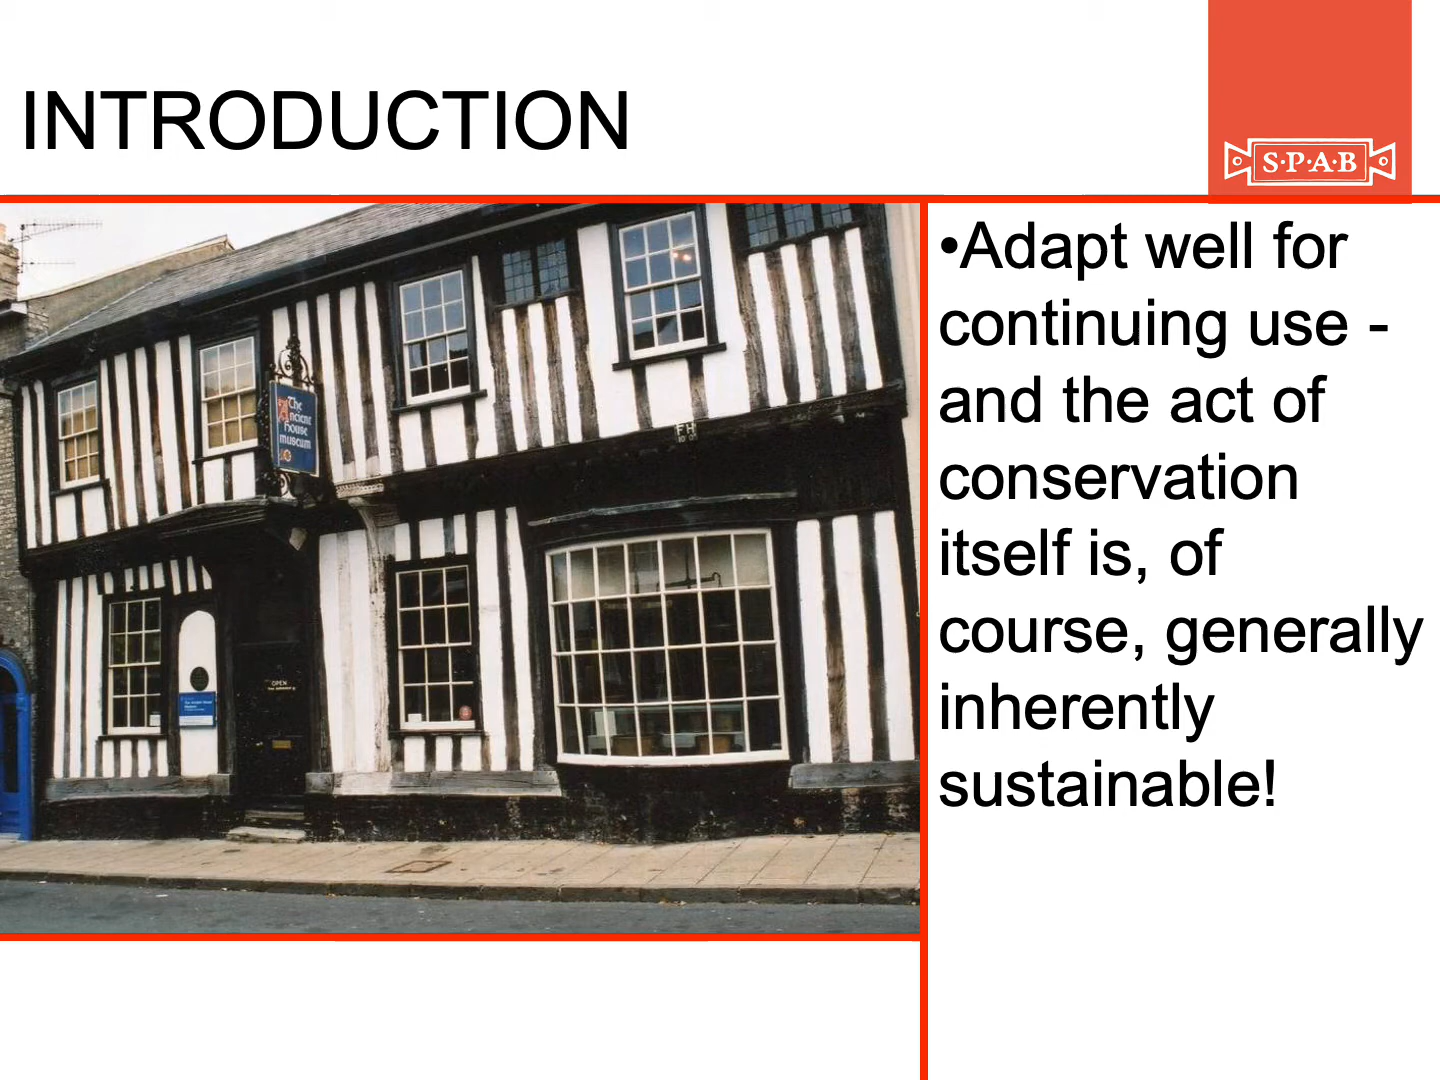 INTRODUCTION
S·P·A·B
The
Ancient
House
museum
FH
OPEN
•Adapt well for
continuing use -
and the act of
conservation
itself is, of
course, generally
inherently
sustainable!